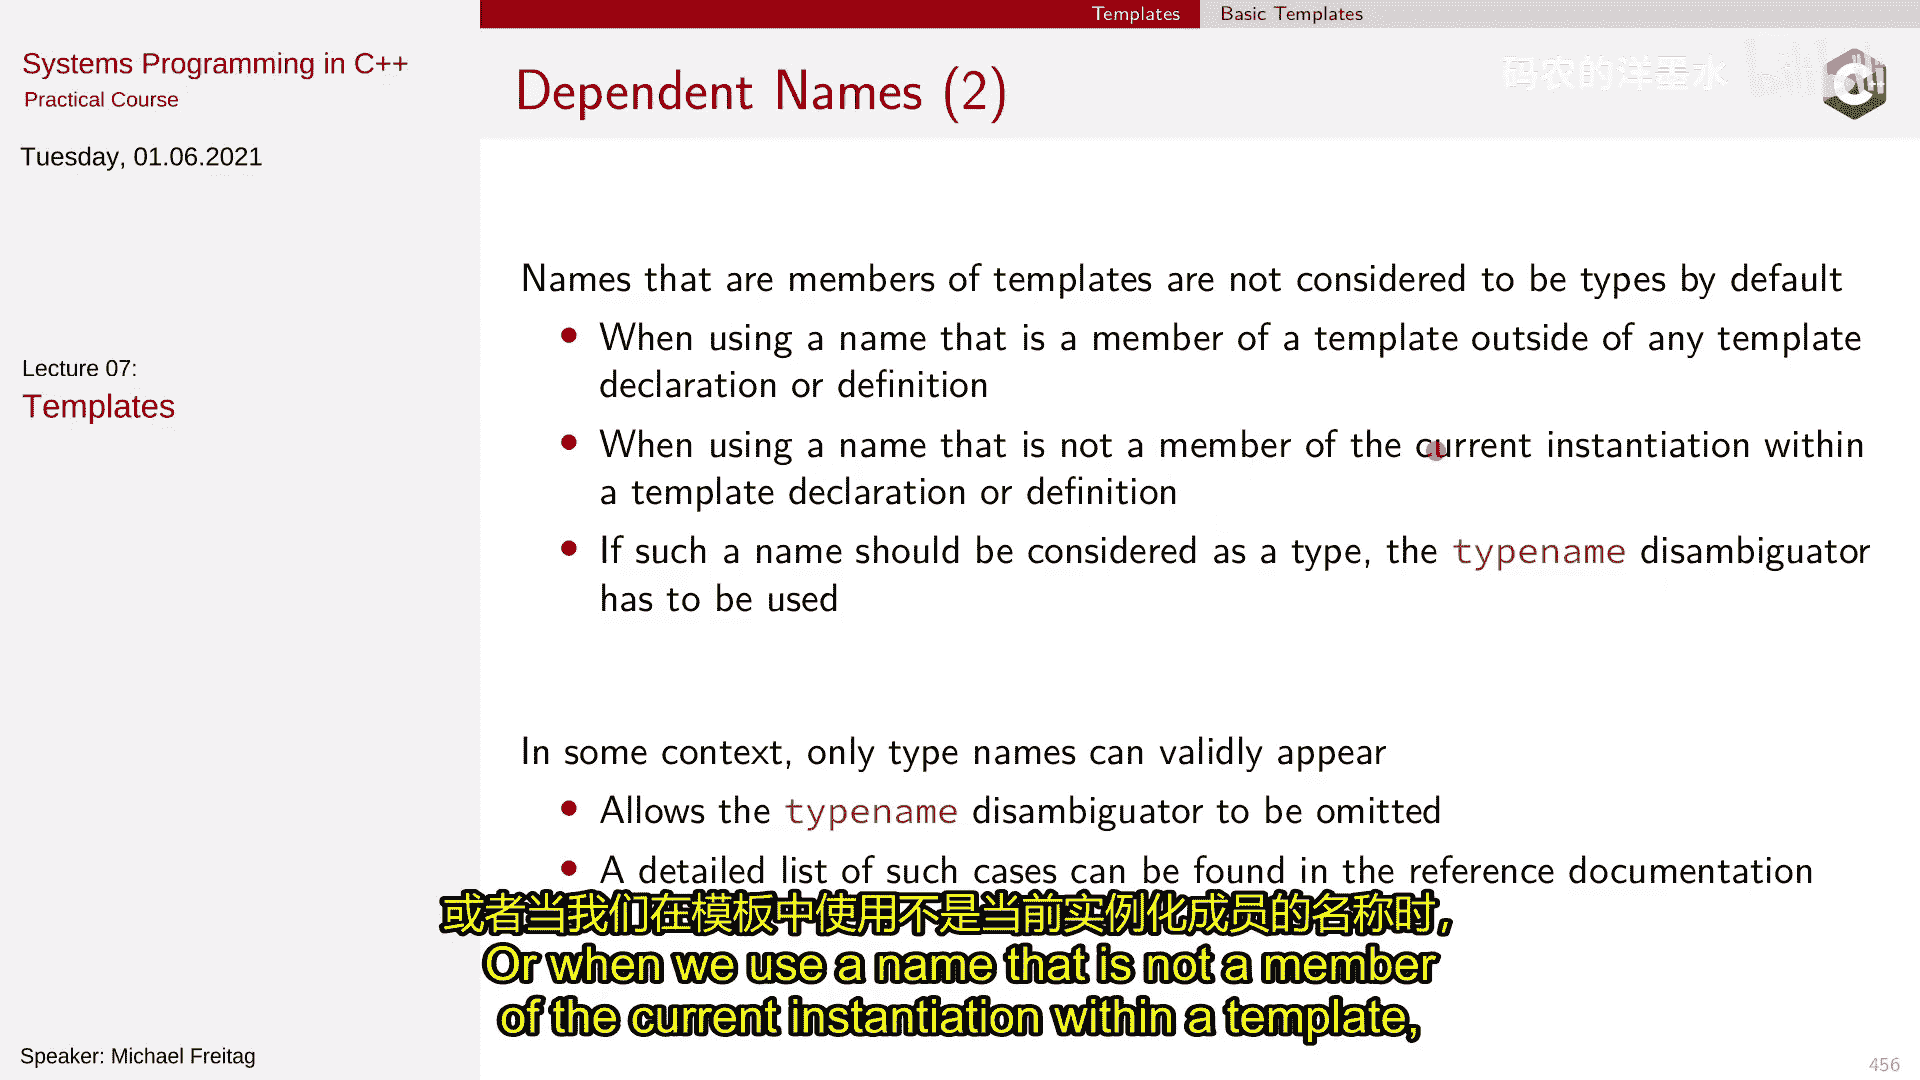 Templates
Basic Templates
Systems Programming in C++
Practical Course
Tuesday, 01.06.2021
Lecture 07:
Templates
Speaker: Michael Freitag
Dependent Names (2)
码农的洋墨水
Names that are members of templates are not considered to be types by default
When using a name that is a member of a template outside of any template
declaration or definition
When using a name that is not a member of the current instantiation within
a template declaration or definition
If such a name should be considered as a type, the typename disambiguator
has to be used
In some context, only type names can validly appear
Allows the typename disambiguator to be omitted
A detailed list of such cases can be found in the reference documentation
或者当我们在模板中使用不是当前实例化成员的名称时，
Or when we use a name that is not a member
of the current instantiation within a template,
456